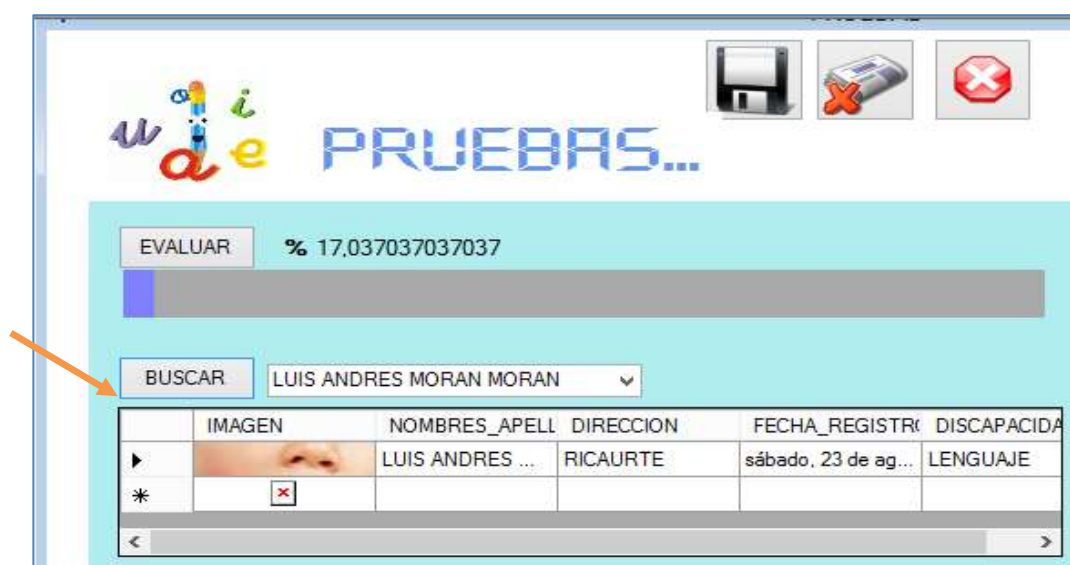 u o i a e
PRUEBAS...
EVALUAR % 17,037037037037
BUSCAR LUIS ANDRES MORAN MORAN
IMAGEN NOMBRES_APELL DIRECCION FECHA_REGISTR DISCAPACIDA
LUIS ANDRES ... RICAURTE sábado, 23 de ag... LENGUAJE